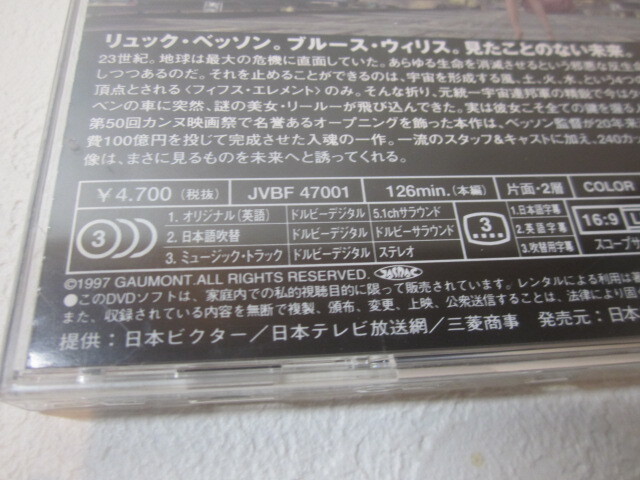 リュック・ベッソン。ブルース・ウィリス。見たことのない未来。
23世紀。地球は最大の危機に直面していた。あらゆる生命を消滅させるという邪悪な反生命
しつつあるのだ。それを止めることができるのは、宇宙を形成する風、土、火、水、という4つ
頂点とされる〈フィフス・エレメント〉のみ。そんな折り、元統一宇宙連邦軍の精鋭で今は
ベンの車に突然、謎の美女・リールーが飛び込んできた。実は彼女こそ全ての鍵を握る
第50回カンヌ映画祭で名誉あるオープニングを飾った本作は、ベッソン監督が20年来
費100億円を投じて完成させた入魂の一作。一流のスタッフ&キャストに加え、240カッ
像は、まさに見るものを未来へと誘ってくれる。
¥4.700(税抜) JVBF 47001 126min.(本編) 片面・2層 COLOR
3 1. オリジナル(英語) ドルビーデジタル 5.1chサラウンド 3 1.日本語字幕 16:9
2. 日本語吹替 ドルビーデジタル ドルビーサラウンド 2.英語字幕
3. ミュージック・トラック ドルビーデジタル ステレオ 3.吹替用字幕 スコープ
©1997 GAUMONT.ALL RIGHTS RESERVED.
●このDVDソフトは、家庭内での私的視聴目的に限って販売されています。レンタルによる利用は
また、収録されている内容を無断で複製、頒布、変更、上映、公衆送信することは、法律により
提供：日本ビクター／日本テレビ放送網／三菱商事 発売元：日本